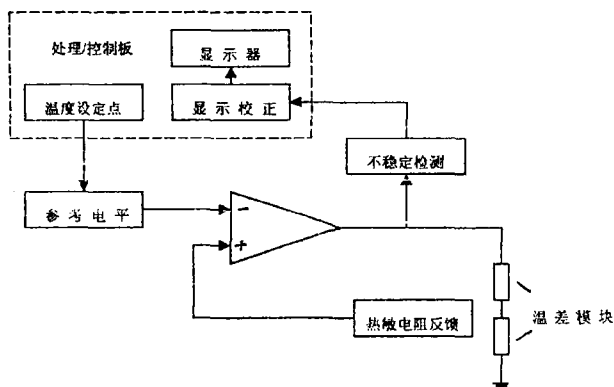 处理/控制板
显示器
温度设定点
显示校正
不稳定检测
参考电平
−
+
热敏电阻反馈
温差模块